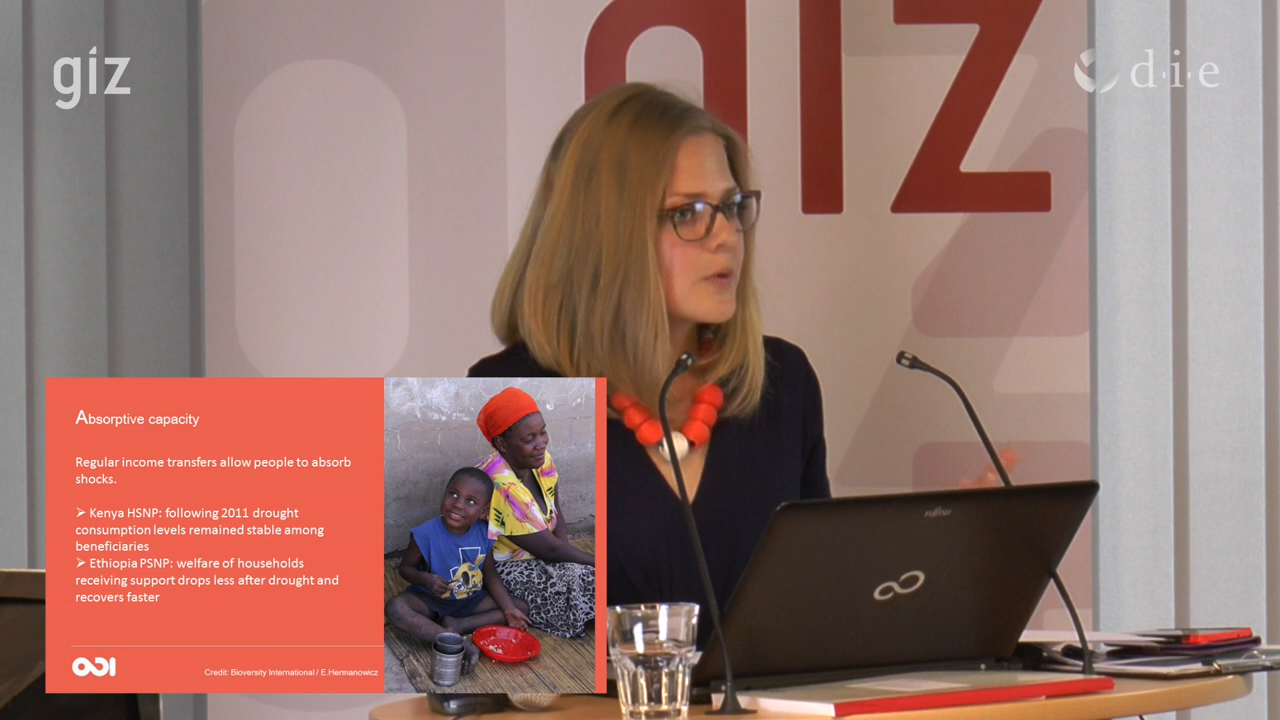 giz
d·i·e
giz
Absorptive capacity
Regular income transfers allow people to absorb
shocks.
➢ Kenya HSNP: following 2011 drought
consumption levels remained stable among
beneficiaries
➢ Ethiopia PSNP: welfare of households
receiving support drops less after drought and
recovers faster
ODI
Credit: Bioversity International / E.Hermanowicz
FUJITSU